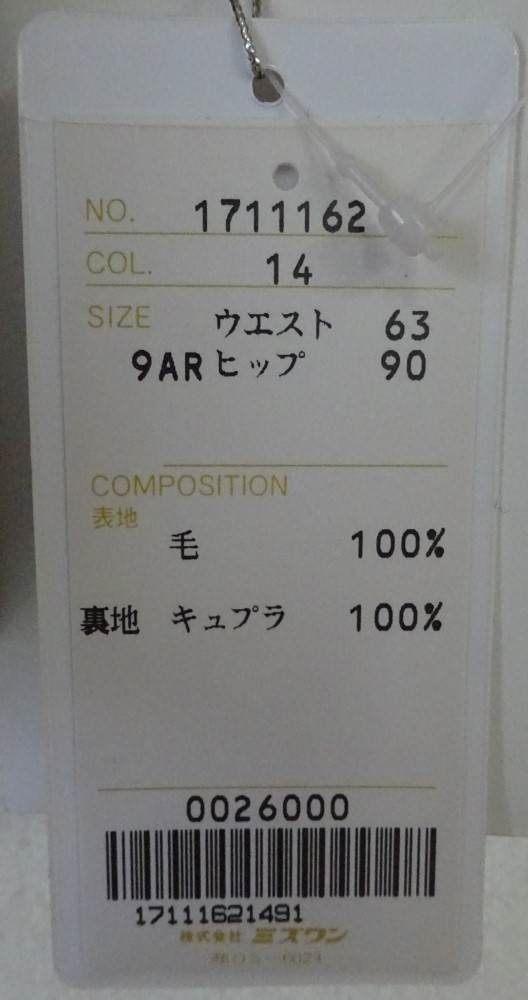 NO. 1711162
COL. 14
SIZE ウエスト 63
9AR ヒップ 90
COMPOSITION
表地
毛 100%
裏地 キュプラ 100%
0026000
17111621491
株式会社 ミズワン